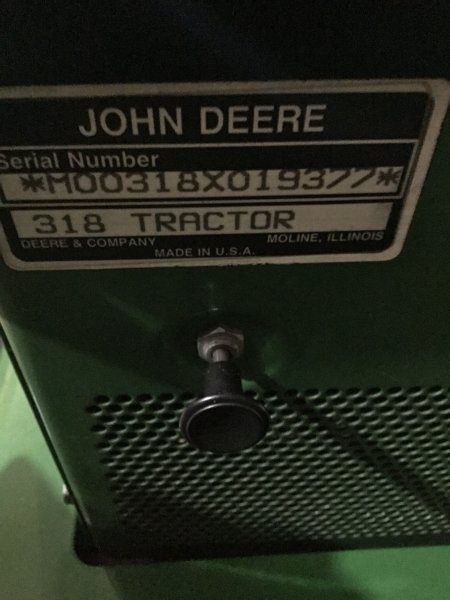 JOHN DEERE
Serial Number
*M00318X019377*
318 TRACTOR
DEERE & COMPANY MOLINE, ILLINOIS
MADE IN U.S.A.